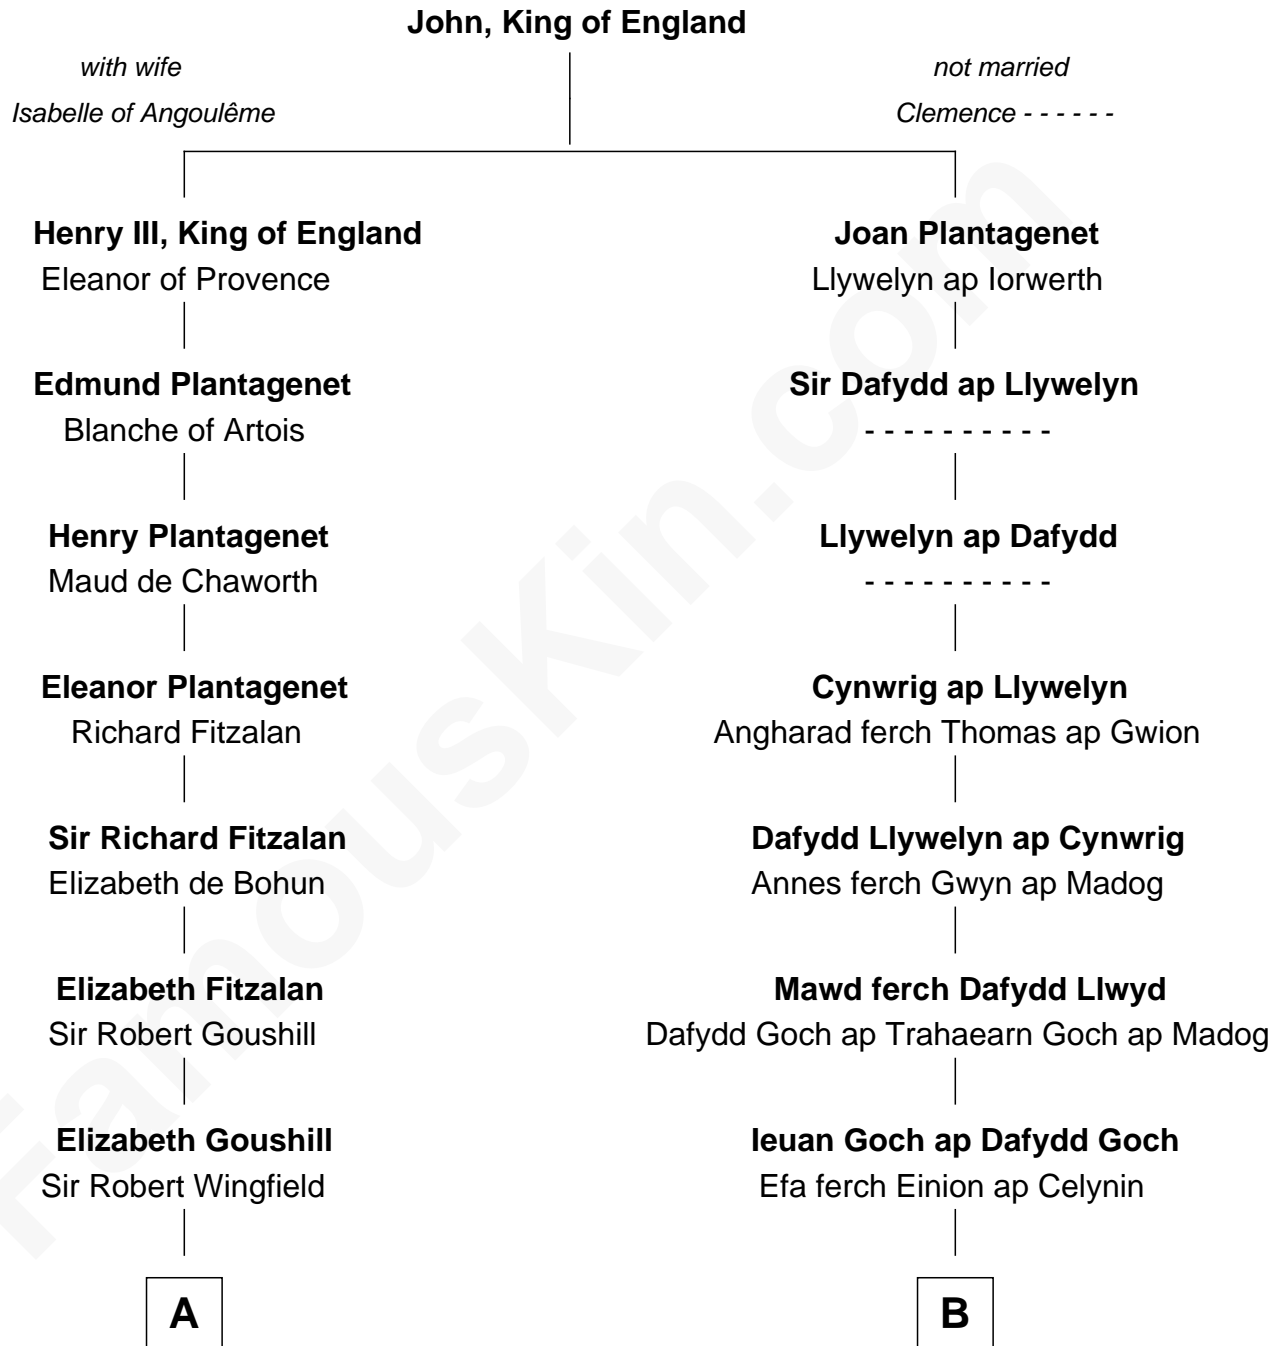 John, King of England
with wife
Isabelle of Angoulême
not married
Clemence - - - - - -
Henry III, King of England
Eleanor of Provence
Joan Plantagenet
Llywelyn ap Iorwerth
Edmund Plantagenet
Blanche of Artois
Sir Dafydd ap Llywelyn
- - - - - - - - - -
Henry Plantagenet
Maud de Chaworth
Llywelyn ap Dafydd
- - - - - - - - - -
Eleanor Plantagenet
Richard Fitzalan
Cynwrig ap Llywelyn
Angharad ferch Thomas ap Gwion
Sir Richard Fitzalan
Elizabeth de Bohun
Dafydd Llywelyn ap Cynwrig
Annes ferch Gwyn ap Madog
Elizabeth Fitzalan
Sir Robert Goushill
Mawd ferch Dafydd Llwyd
Dafydd Goch ap Trahaearn Goch ap Madog
Elizabeth Goushill
Sir Robert Wingfield
Ieuan Goch ap Dafydd Goch
Efa ferch Einion ap Celynin
A
B
FamousKin.com